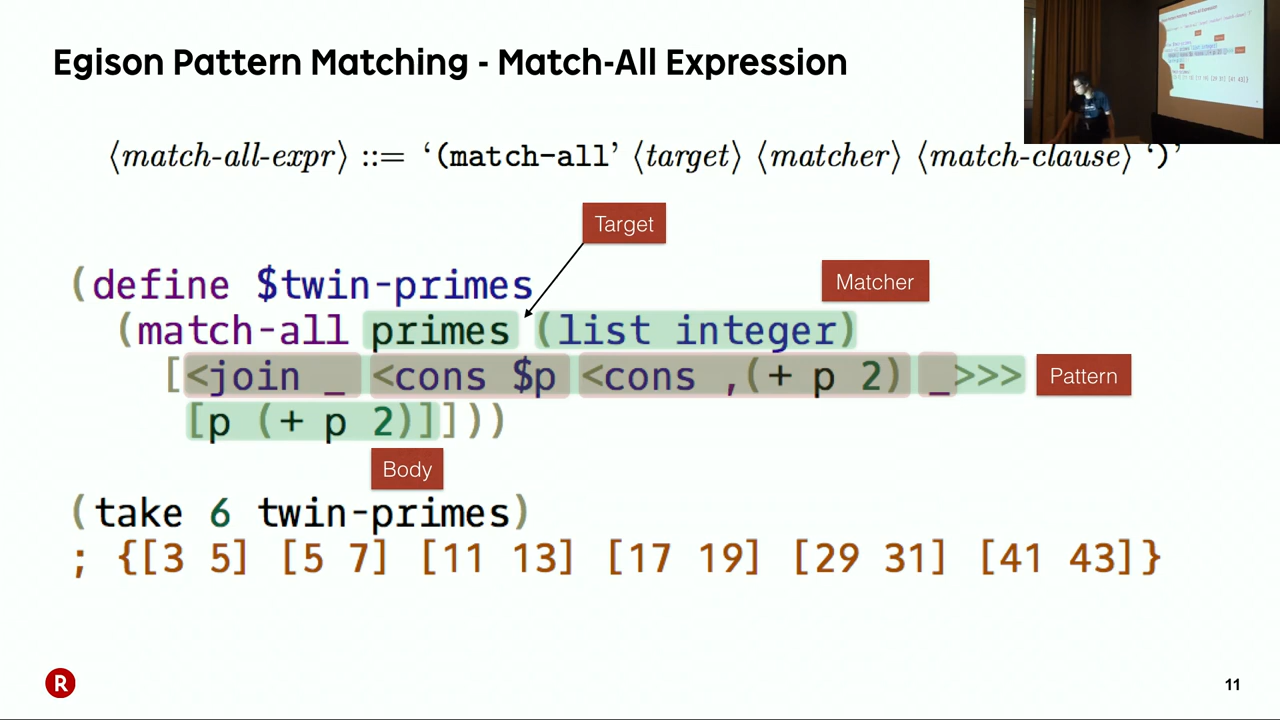 Egison Pattern Matching - Match-All Expression
⟨match-all-expr⟩ ::= ‘(match-all’ ⟨target⟩ ⟨matcher⟩ ⟨match-clause⟩ ‘)’
Target
(define $twin-primes
Matcher
(match-all primes (list integer)
[<join _ <cons $p <cons ,(+ p 2) _>>>
Pattern
[p (+ p 2)]]))
Body
(take 6 twin-primes)
; {[3 5] [5 7] [11 13] [17 19] [29 31] [41 43]}
R
11